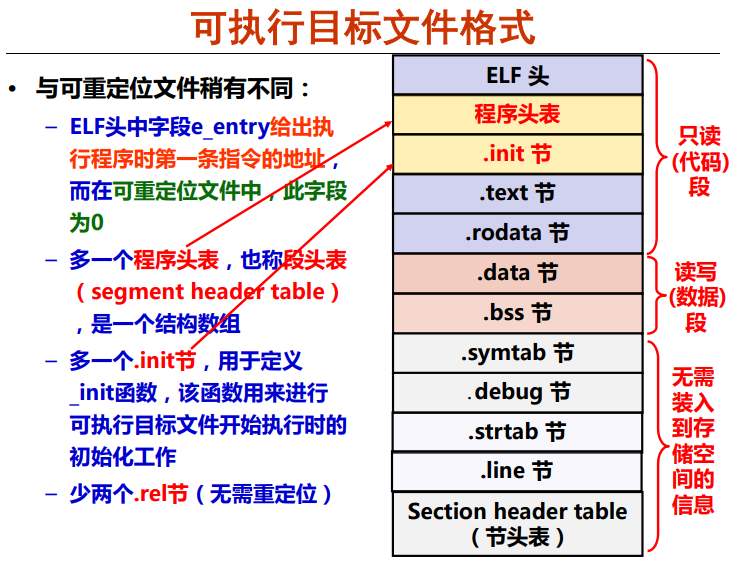 可执行目标文件格式
• 与可重定位文件稍有不同：
– ELF头中字段e_entry给出执
行程序时第一条指令的地址，
而在可重定位文件中，此字段
为0
– 多一个程序头表，也称段头表
（segment header table）
，是一个结构数组
– 多一个.init节，用于定义
_init函数，该函数用来进行
可执行目标文件开始执行时的
初始化工作
– 少两个.rel节（无需重定位）
ELF 头
程序头表
.init 节
.text 节
.rodata 节
.data 节
.bss 节
.symtab 节
.debug 节
.strtab 节
.line 节
Section header table
（节头表）
只读
(代码)
段
读写
(数据)
段
无需
装入
到存
储空
间的
信息